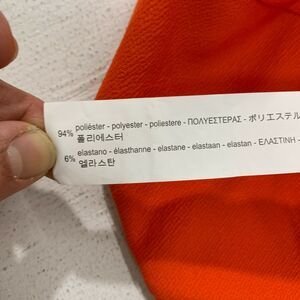 94% poliéster - polyester - poliestere - ΠΟΛΥΕΣΤΕΡΑΣ - ポリエステル
폴리에스터
6% elastano - élasthanne - elastane - elastaan - elastan - ΕΛΑΣΤΙΝΗ -
엘라스탄